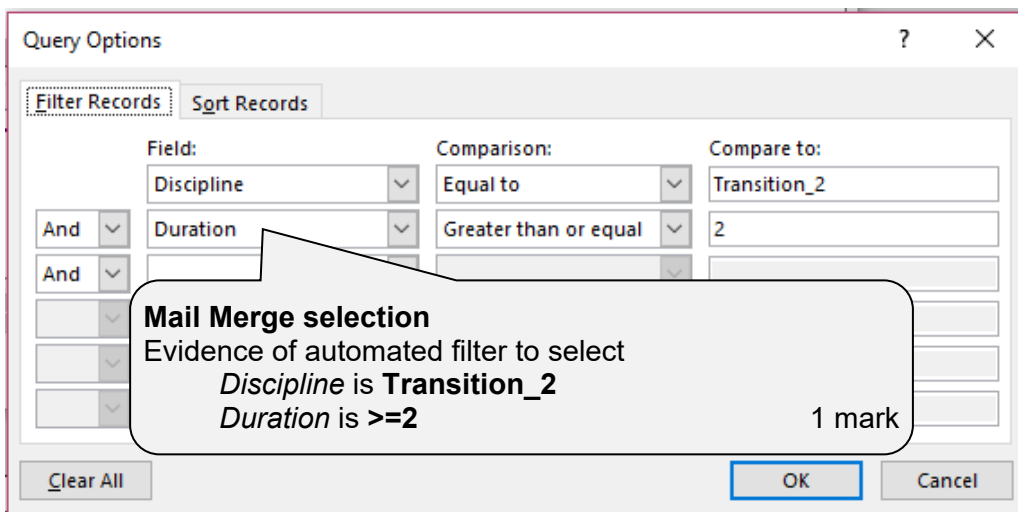 Query Options ? X
Filter Records Sort Records
Field: Comparison: Compare to:
Discipline Equal to Transition_2
And Duration Greater than or equal 2
And
Mail Merge selection
Evidence of automated filter to select
Discipline is Transition_2
Duration is >=2 1 mark
Clear All OK Cancel